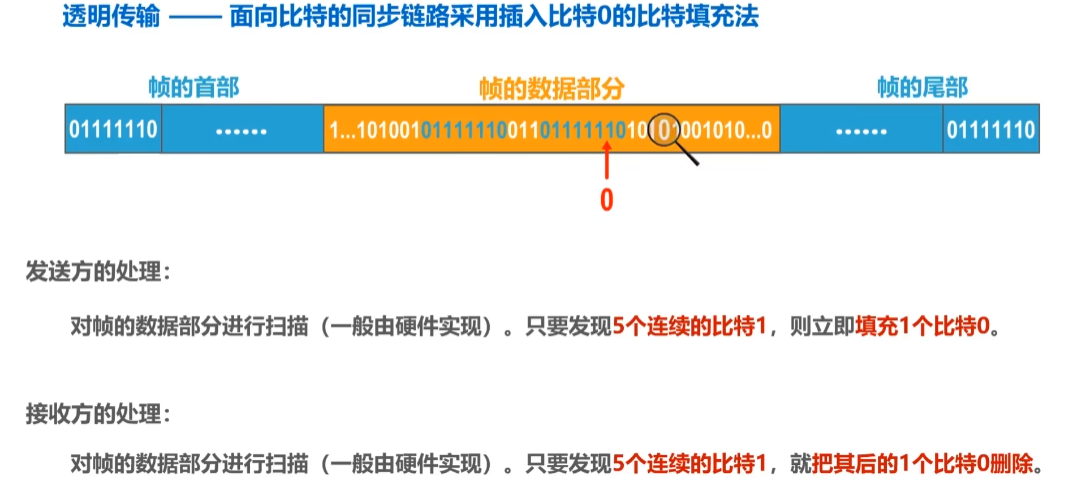 透明传输 —— 面向比特的同步链路采用插入比特0的比特填充法
帧的首部 帧的数据部分 帧的尾部
01111110 …… 1…1010010111111001101111111010101001010…0 …… 01111110
0
发送方的处理：
对帧的数据部分进行扫描（一般由硬件实现）。只要发现5个连续的比特1，则立即填充1个比特0。
接收方的处理：
对帧的数据部分进行扫描（一般由硬件实现）。只要发现5个连续的比特1，就把其后的1个比特0删除。